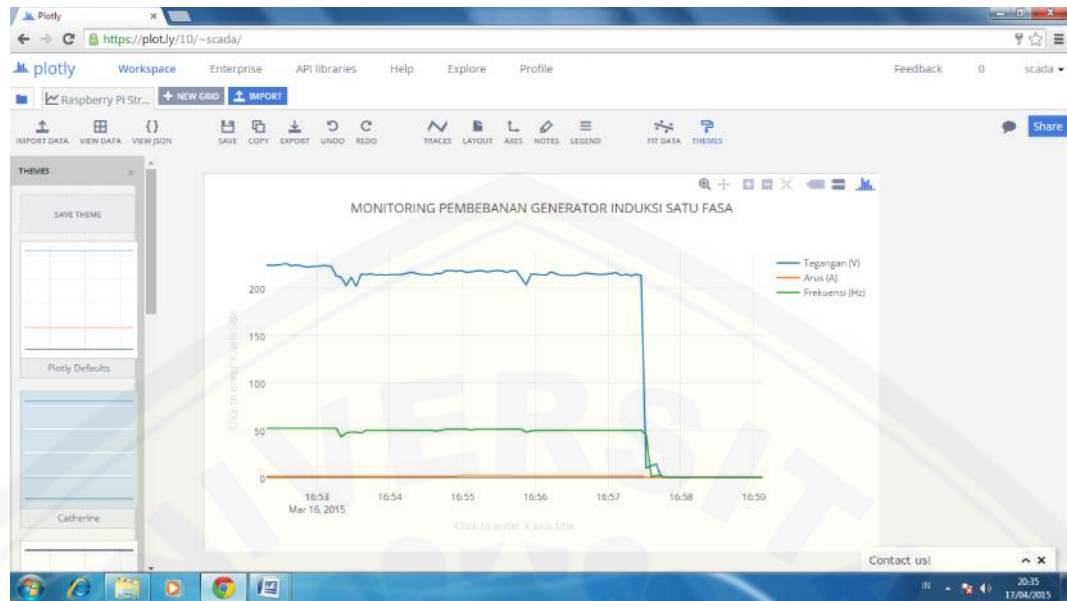 Plotly
https://plot.ly/10/~scada/
plotly Workspace Enterprise API libraries Help Explore Profile Feedback 0 scada
Raspberry Pi Str... + NEW GRID IMPORT
IMPORT DATA VIEW DATA VIEW JSON SAVE COPY EXPORT UNDO REDO TRACES LAYOUT AXES NOTES LEGEND FIT DATA THEMES Share
THEMES
SAVE THEME
Plotly Defaults
Catherine
MONITORING PEMBEBANAN GENERATOR INDUKSI SATU FASA
Tegangan (V)
Arus (A)
Frekuensi (Hz)
200
150
100
50
0
Click to enter Y axis title
16:53 16:54 16:55 16:56 16:57 16:58 16:59
Mar 16, 2015
Click to enter X axis title
Contact us!
IN 20:35
17/04/2015
UNIVERSIT